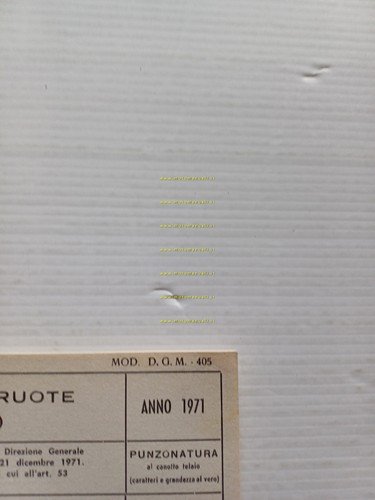 MOD. D. G. M. - 405
RUOTE
ANNO 1971
Direzione Generale
21 dicembre 1971.
cui all'art. 53
PUNZONATURA
al canotto telaio
(caratteri e grandezza al vero)